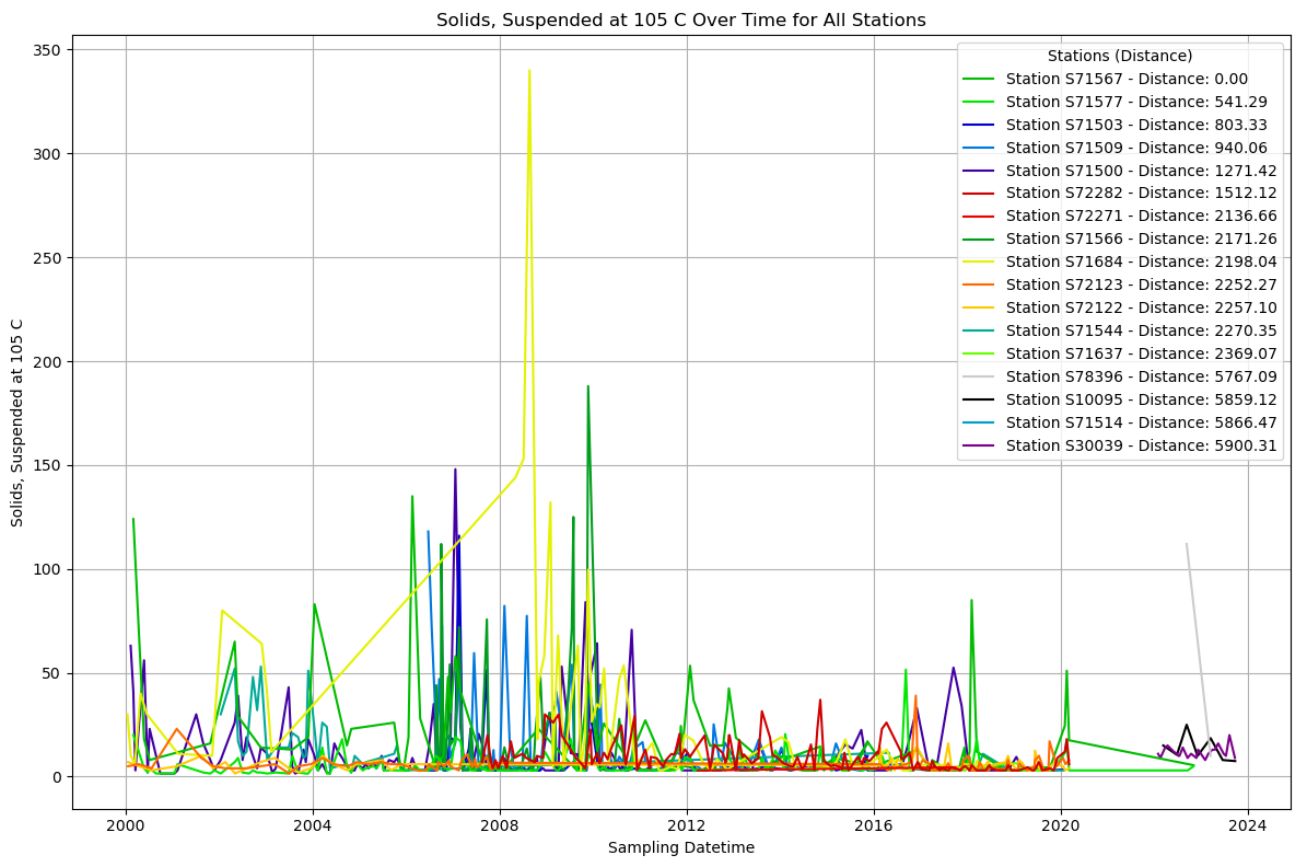 Solids, Suspended at 105 C Over Time for All Stations
Solids, Suspended at 105 C
350
300
250
200
150
100
50
0
Stations (Distance)
Station S71567 - Distance: 0.00
Station S71577 - Distance: 541.29
Station S71503 - Distance: 803.33
Station S71509 - Distance: 940.06
Station S71500 - Distance: 1271.42
Station S72282 - Distance: 1512.12
Station S72271 - Distance: 2136.66
Station S71566 - Distance: 2171.26
Station S71684 - Distance: 2198.04
Station S72123 - Distance: 2252.27
Station S72122 - Distance: 2257.10
Station S71544 - Distance: 2270.35
Station S71637 - Distance: 2369.07
Station S78396 - Distance: 5767.09
Station S10095 - Distance: 5859.12
Station S71514 - Distance: 5866.47
Station S30039 - Distance: 5900.31
2000 2004 2008 2012 2016 2020 2024
Sampling Datetime